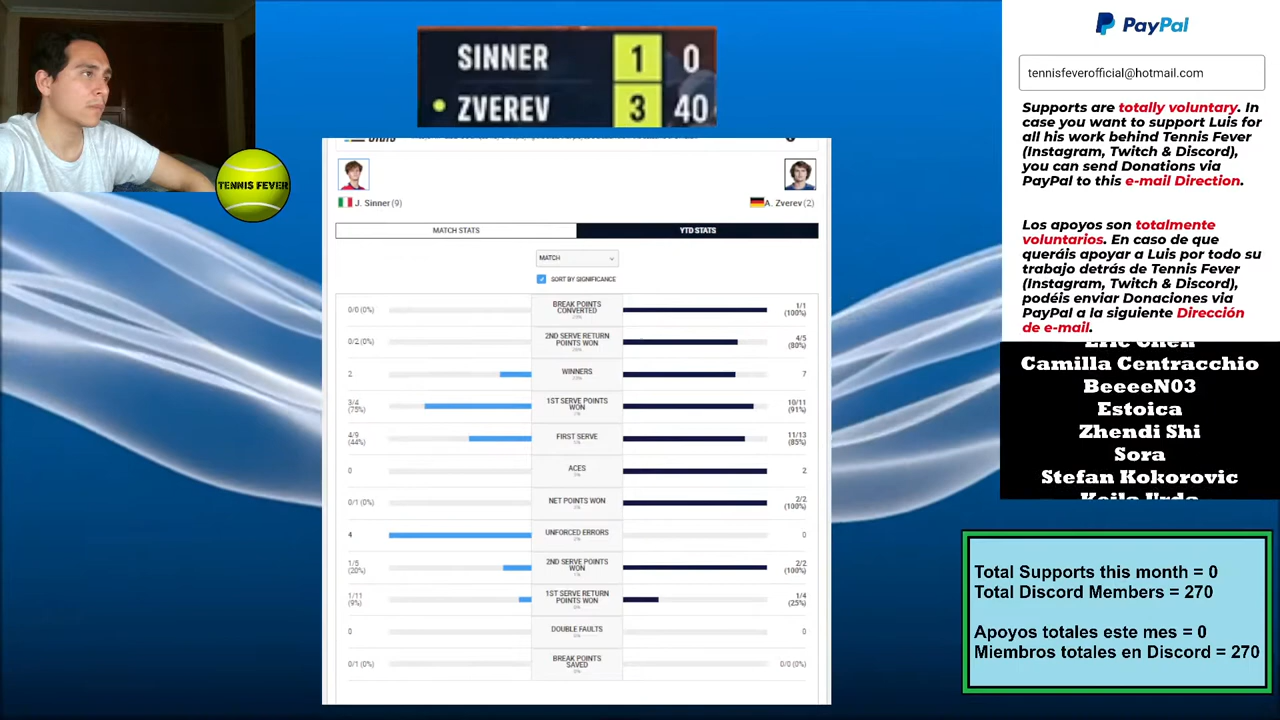 SINNER 1 0
ZVEREV 3 40
TENNIS FEVER
J. Sinner (9)
A. Zverev (2)
MATCH STATS
YTD STATS
MATCH
SORT BY SIGNIFICANCE
0/0 (0%)
BREAK POINTS
CONVERTED
1/1
(100%)
0/2 (0%)
2ND SERVE RETURN
POINTS WON
4/5
(80%)
2
WINNERS
7
3/4
(75%)
1ST SERVE POINTS
WON
10/11
(91%)
4/9
(44%)
FIRST SERVE
11/13
(85%)
0
ACES
2
0/1 (0%)
NET POINTS WON
2/2
(100%)
4
UNFORCED ERRORS
0
1/5
(20%)
2ND SERVE POINTS
WON
2/2
(100%)
1/11
(9%)
1ST SERVE RETURN
POINTS WON
1/4
(25%)
0
DOUBLE FAULTS
0
0/1 (0%)
BREAK POINTS
SAVED
0/0 (0%)
PayPal
tennisfeverofficial@hotmail.com
Supports are totally voluntary. In
case you want to support Luis for
all his work behind Tennis Fever
(Instagram, Twitch & Discord),
you can send Donations via
PayPal to this e-mail Direction.
Los apoyos son totalmente
voluntarios. En caso de que
queráis apoyar a Luis por todo su
trabajo detrás de Tennis Fever
(Instagram, Twitch & Discord),
podéis enviar Donaciones via
PayPal a la siguiente Dirección
de e-mail.
Camilla Centracchio
BeeeeN03
Estoica
Zhendi Shi
Sora
Stefan Kokorovic
Total Supports this month = 0
Total Discord Members = 270
Apoyos totales este mes = 0
Miembros totales en Discord = 270